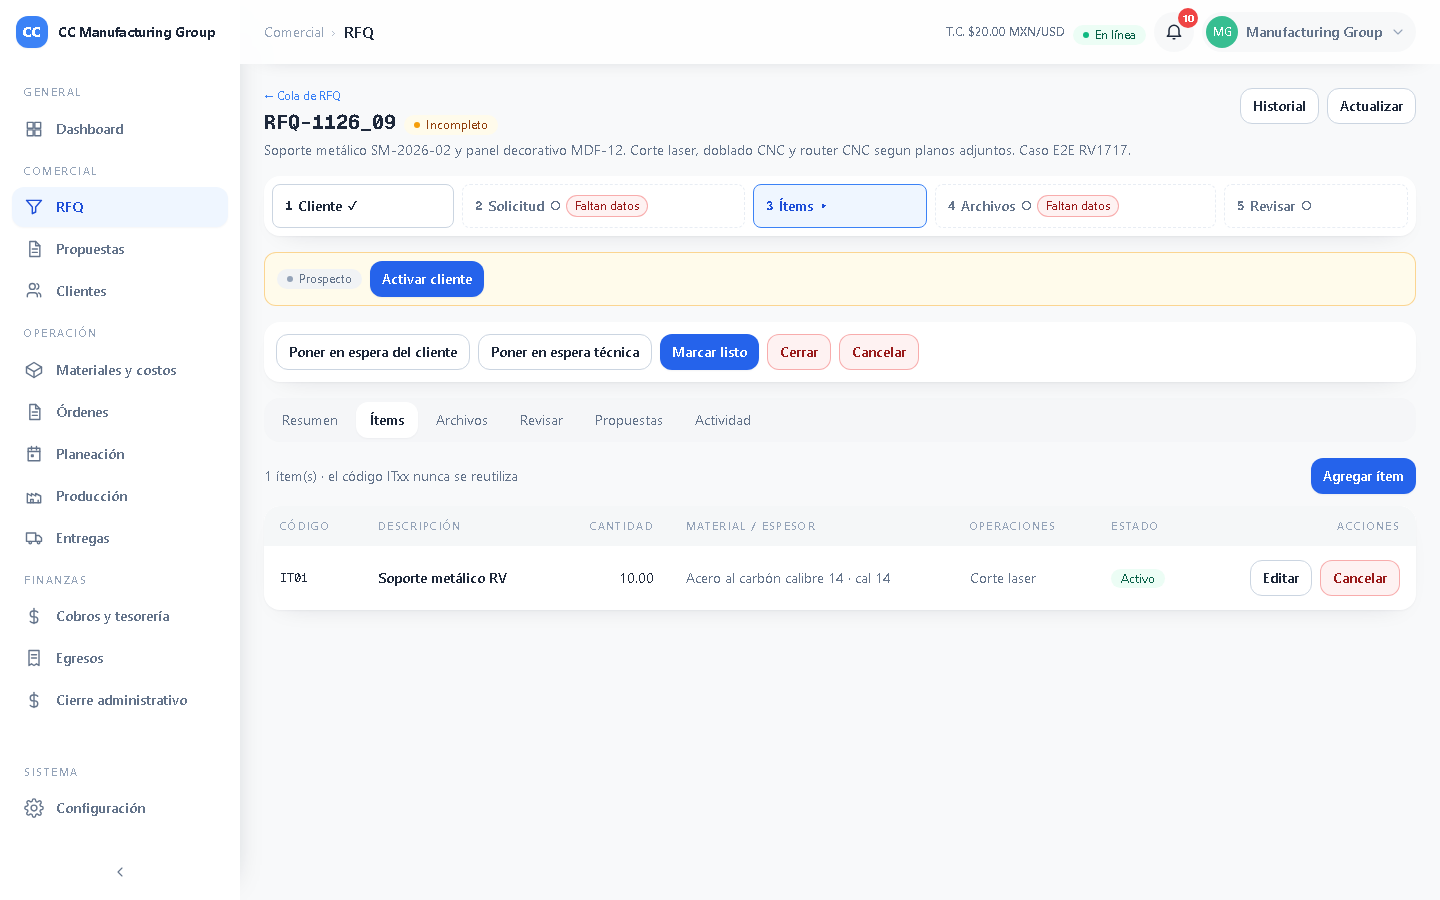 CC CC Manufacturing Group
GENERAL
Dashboard
COMERCIAL
RFQ
Propuestas
Clientes
OPERACIÓN
Materiales y costos
Órdenes
Planeación
Producción
Entregas
FINANZAS
Cobros y tesorería
Egresos
Cierre administrativo
SISTEMA
Configuración
Comercial › RFQ
T.C. $20.00 MXN/USD En línea 10 MG Manufacturing Group
← Cola de RFQ
RFQ-1126_09 Incompleto
Historial Actualizar
Soporte metálico SM-2026-02 y panel decorativo MDF-12. Corte laser, doblado CNC y router CNC segun planos adjuntos. Caso E2E RV1717.
1 Cliente ✓ 2 Solicitud ○ Faltan datos 3 Ítems ▸ 4 Archivos ○ Faltan datos 5 Revisar ○
Prospecto Activar cliente
Poner en espera del cliente Poner en espera técnica Marcar listo Cerrar Cancelar
Resumen Ítems Archivos Revisar Propuestas Actividad
1 ítem(s) · el código ITxx nunca se reutiliza Agregar ítem
CÓDIGO DESCRIPCIÓN CANTIDAD MATERIAL / ESPESOR OPERACIONES ESTADO ACCIONES
IT01 Soporte metálico RV 10.00 Acero al carbón calibre 14 · cal 14 Corte laser Activo Editar Cancelar